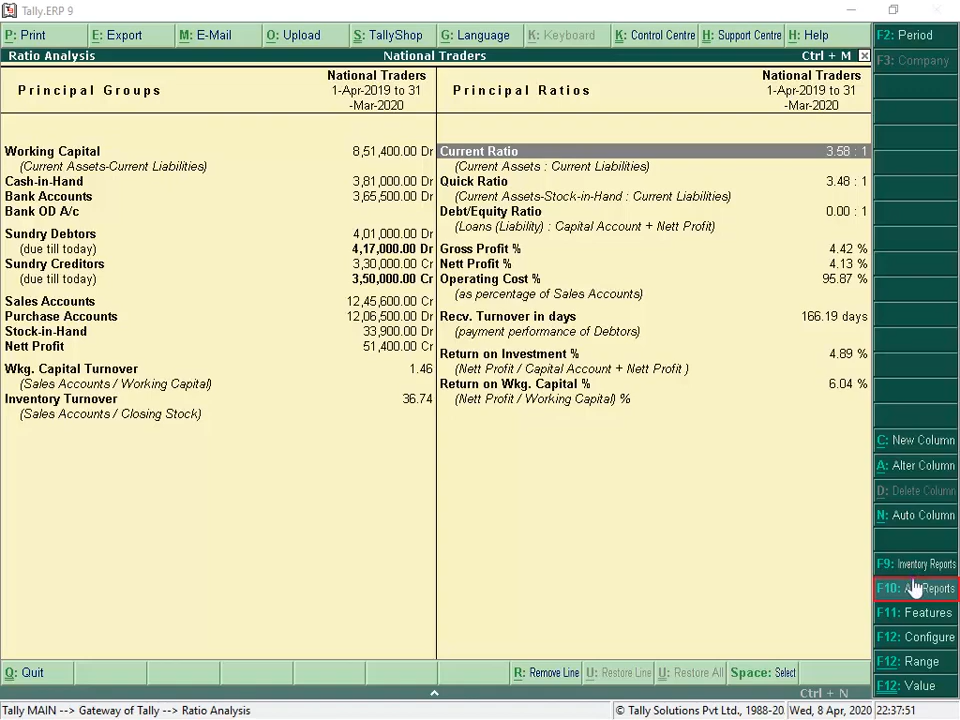 Tally.ERP 9
P: Print
E: Export
M: E-Mail
O: Upload
S: TallyShop
G: Language
K: Keyboard
K: Control Centre
H: Support Centre
H: Help
F2: Period
Ratio Analysis
National Traders
Ctrl + M
F3: Company
Principal Groups
National Traders
1-Apr-2019 to 31
-Mar-2020
Principal Ratios
National Traders
1-Apr-2019 to 31
-Mar-2020
Working Capital 8,51,400.00 Dr
(Current Assets-Current Liabilities)
Cash-in-Hand 3,81,000.00 Dr
Bank Accounts 3,65,500.00 Dr
Bank OD A/c
Sundry Debtors 4,01,000.00 Dr
(due till today) 4,17,000.00 Dr
Sundry Creditors 3,30,000.00 Cr
(due till today) 3,50,000.00 Cr
Sales Accounts 12,45,600.00 Cr
Purchase Accounts 12,06,500.00 Dr
Stock-in-Hand 33,900.00 Dr
Nett Profit 51,400.00 Cr
Wkg. Capital Turnover 1.46
(Sales Accounts / Working Capital)
Inventory Turnover 36.74
(Sales Accounts / Closing Stock)
Current Ratio 3.58 : 1
(Current Assets : Current Liabilities)
Quick Ratio 3.48 : 1
(Current Assets-Stock-in-Hand : Current Liabilities)
Debt/Equity Ratio 0.00 : 1
(Loans (Liability) : Capital Account + Nett Profit)
Gross Profit % 4.42 %
Nett Profit % 4.13 %
Operating Cost % 95.87 %
(as percentage of Sales Accounts)
Recv. Turnover in days 166.19 days
(payment performance of Debtors)
Return on Investment % 4.89 %
(Nett Profit / Capital Account + Nett Profit )
Return on Wkg. Capital % 6.04 %
(Nett Profit / Working Capital) %
C: New Column
A: Alter Column
D: Delete Column
N: Auto Column
F9: Inventory Reports
F10: Reports
F11: Features
F12: Configure
F12: Range
F12: Value
Q: Quit
R: Remove Line
U: Restore Line
U: Restore All
Space: Select
Ctrl + N
Tally MAIN --> Gateway of Tally --> Ratio Analysis
© Tally Solutions Pvt Ltd., 1988-20
Wed, 8 Apr, 2020
22:37:51